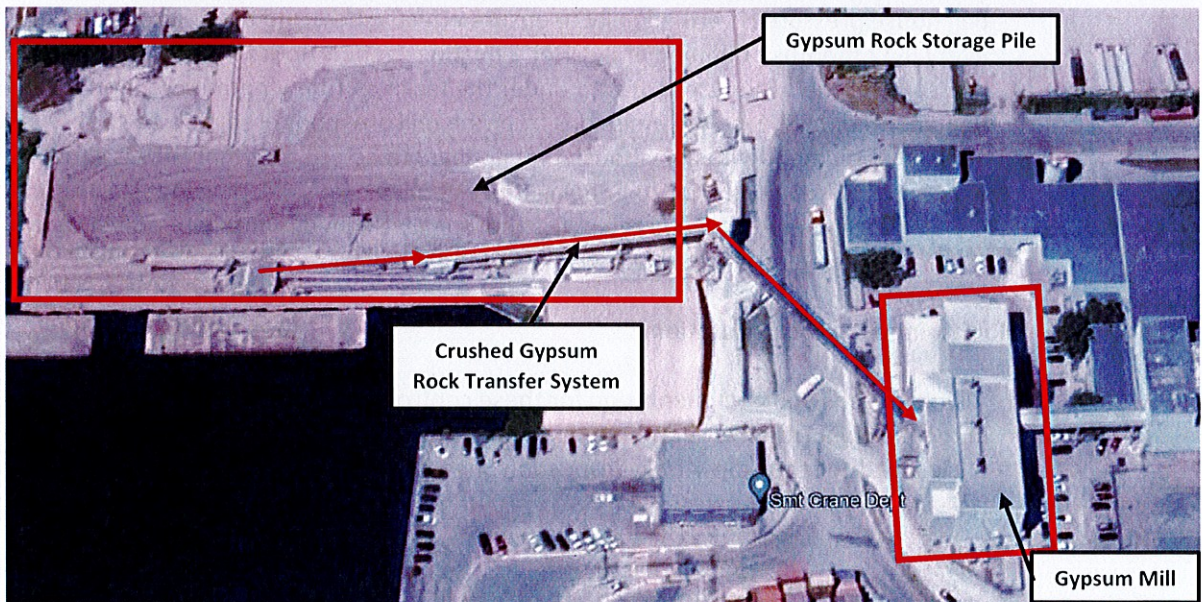 Gypsum Rock Storage Pile
Crushed Gypsum
Rock Transfer System
Smt Crane Dept
Gypsum Mill